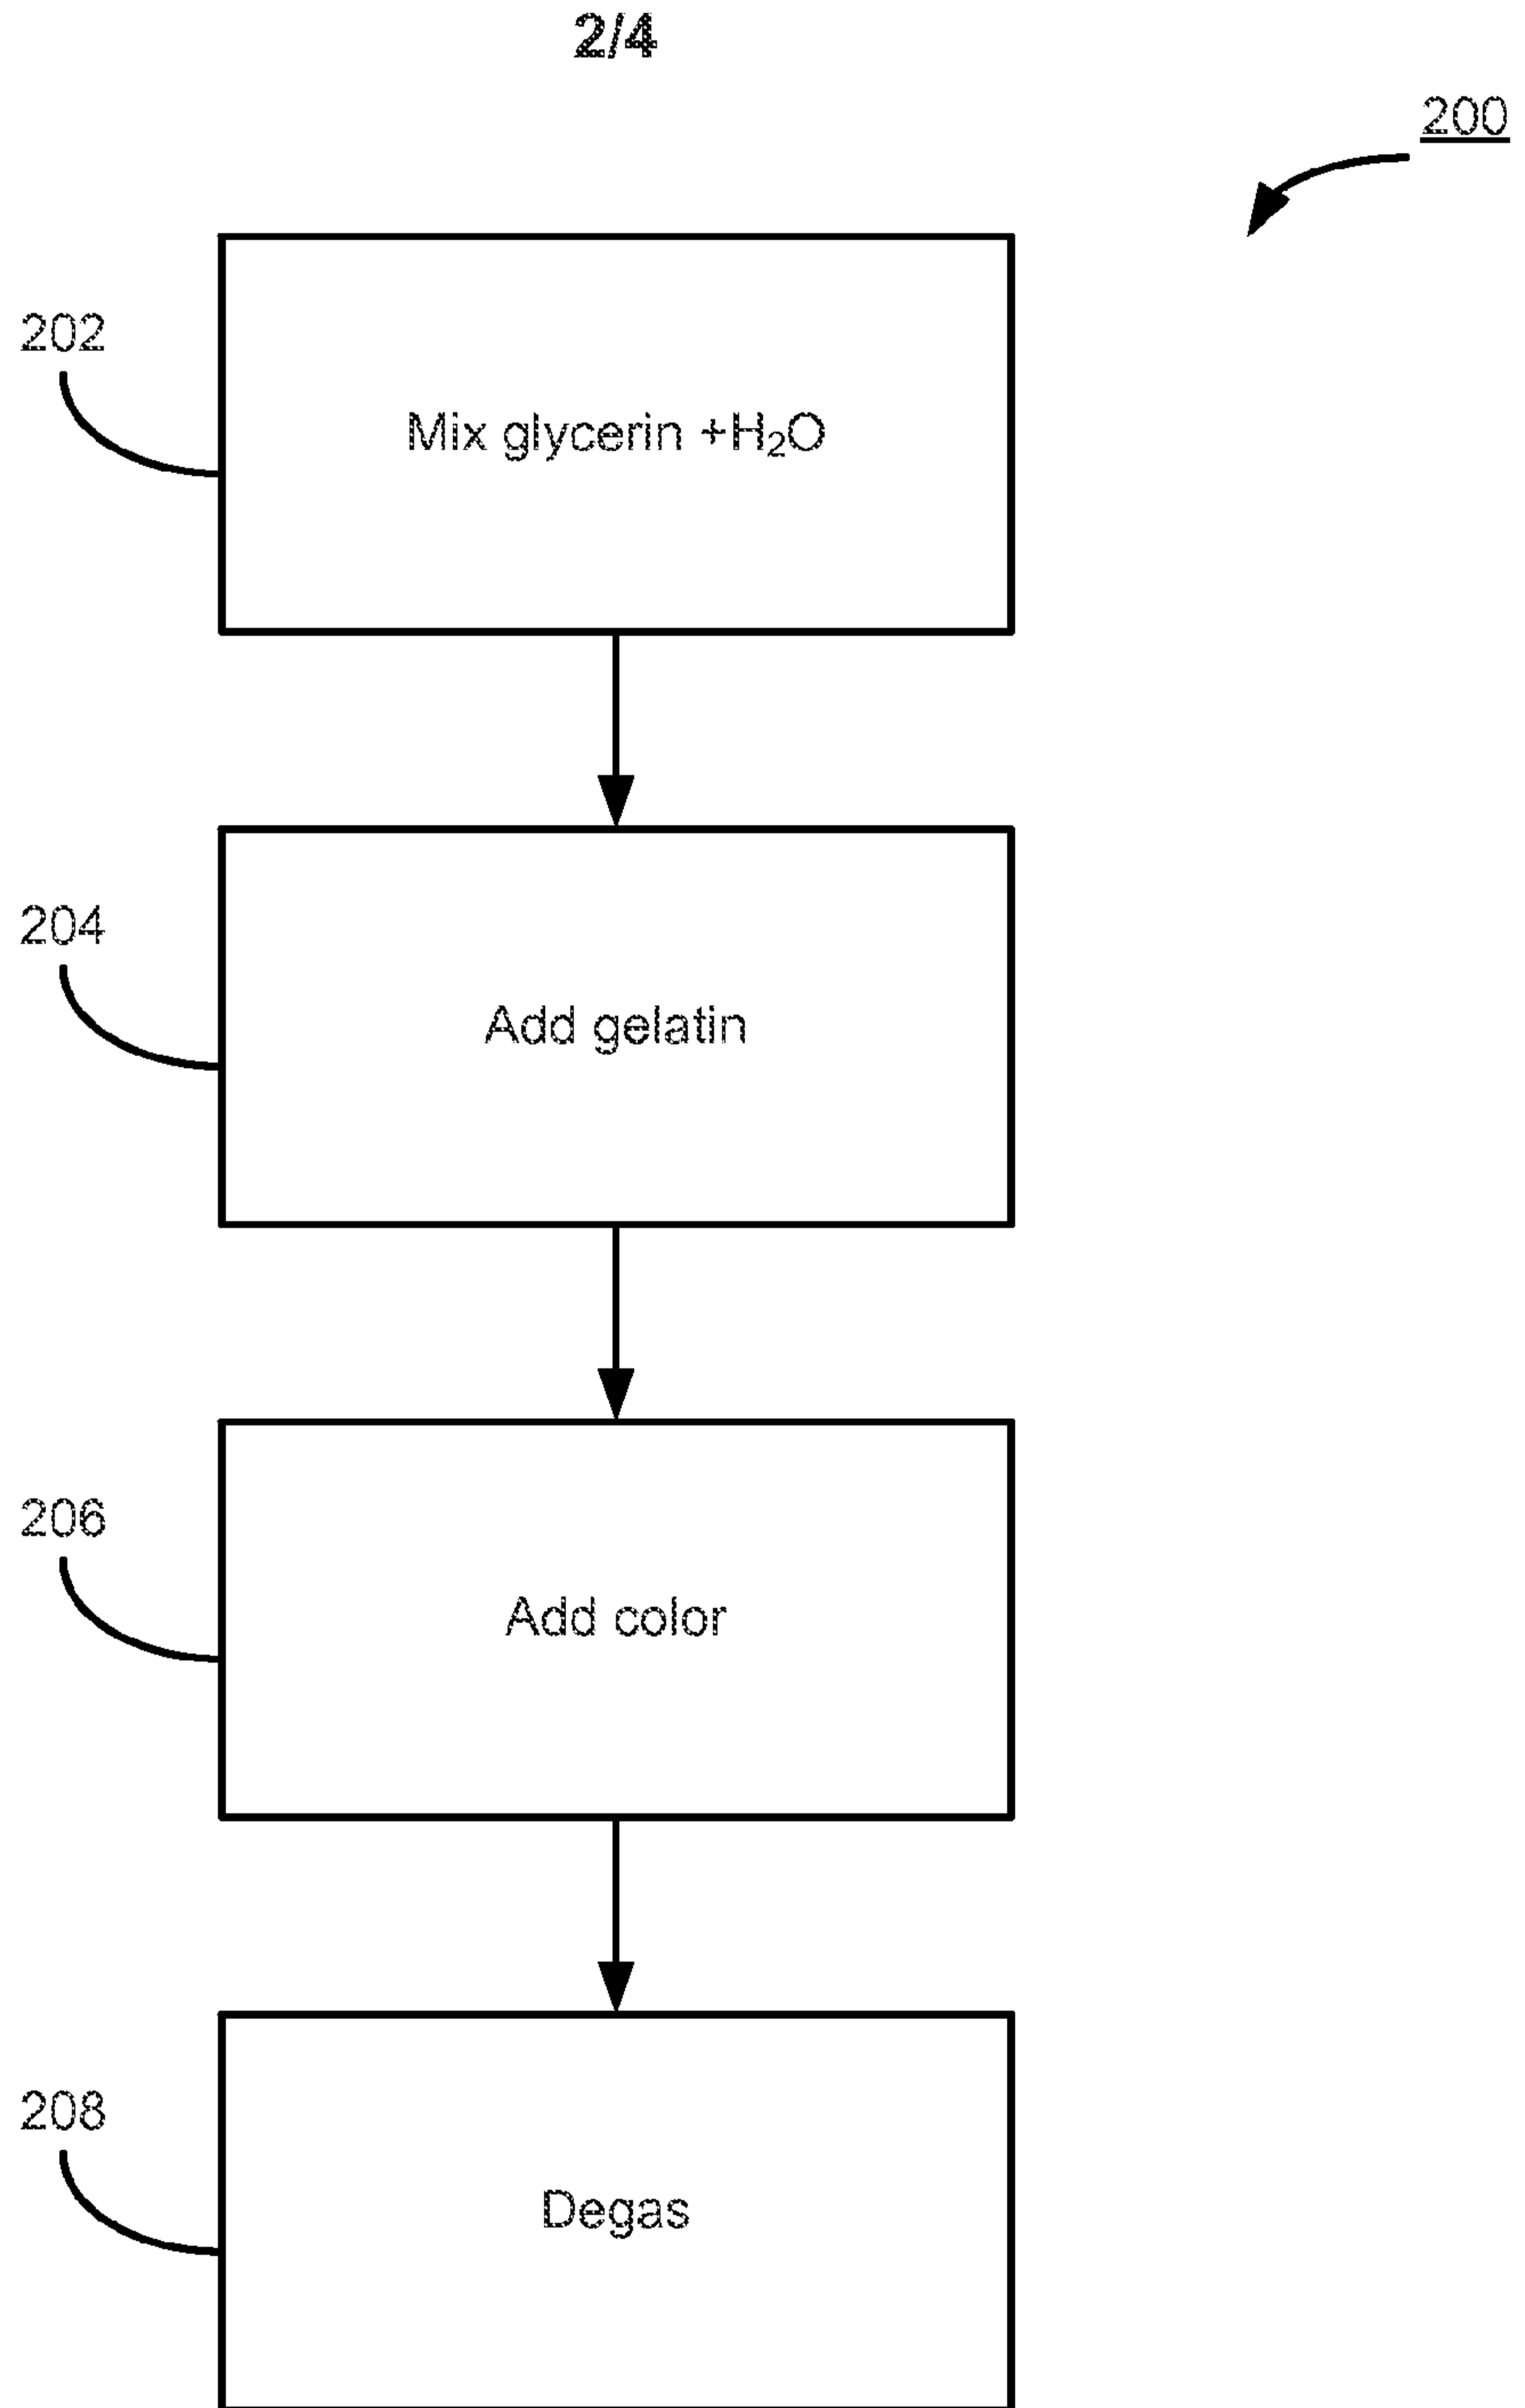 2/4
200
202
Mix glycerin +H₂O
204
Add gelatin
206
Add color
208
Degas